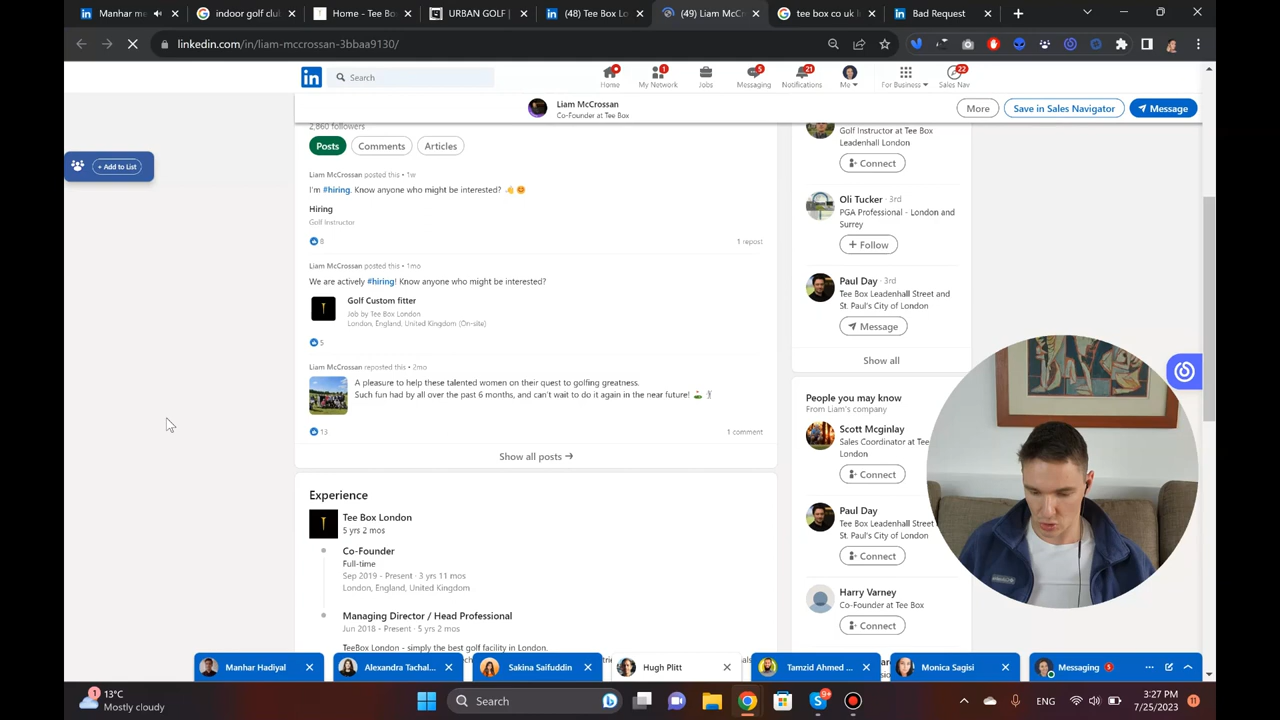 Manhar me
indoor golf clu
Home - Tee Bo
URBAN GOLF |
(48) Tee Box Lo
(49) Liam McCr
tee box co uk l
Bad Request
linkedin.com/in/liam-mccrossan-3bbaa9130/
in
Search
Home
My Network
1
Jobs
Messaging
5
Notifications
21
Me
For Business
Sales Nav
22
Liam McCrossan
Co-Founder at Tee Box
More
Save in Sales Navigator
Message
+ Add to List
2,860 followers
Posts
Comments
Articles
Liam McCrossan posted this • 1w
I'm #hiring. Know anyone who might be interested?
Hiring
Golf Instructor
8
1 repost
Liam McCrossan posted this • 1mo
We are actively #hiring! Know anyone who might be interested?
Golf Custom fitter
Job by Tee Box London
London, England, United Kingdom (On-site)
5
Liam McCrossan reposted this • 2mo
A pleasure to help these talented women on their quest to golfing greatness.
Such fun had by all over the past 6 months, and can't wait to do it again in the near future!
13
1 comment
Show all posts →
Experience
Tee Box London
5 yrs 2 mos
Co-Founder
Full-time
Sep 2019 - Present · 3 yrs 11 mos
London, England, United Kingdom
Managing Director / Head Professional
Jun 2018 - Present · 5 yrs 2 mos
TeeBox London - simply the best golf facility in London.
Golf Instructor at Tee Box
Leadenhall London
Connect
Oli Tucker · 3rd
PGA Professional - London and
Surrey
+ Follow
Paul Day · 3rd
Tee Box Leadenhall Street and
St. Paul's City of London
Message
Show all
People you may know
From Liam's company
Scott Mcginlay
Sales Coordinator at Tee
London
Connect
Paul Day
Tee Box Leadenhall Street
St. Paul's City of London
Connect
Harry Varney
Co-Founder at Tee Box
Connect
Manhar Hadiyal
Alexandra Tachal...
Sakina Saifuddin
Hugh Plitt
Tamzid Ahmed ...
Monica Sagisi
Messaging
5
1
13°C
Mostly cloudy
Search
9+
ENG
3:27 PM
7/25/2023
11